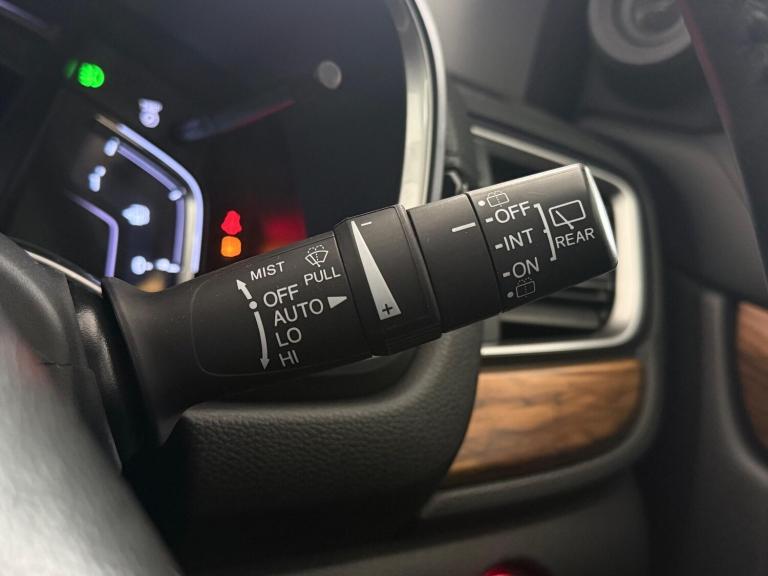 MIST
PULL
OFF
AUTO
LO
HI
-
+
OFF
INT
ON
REAR